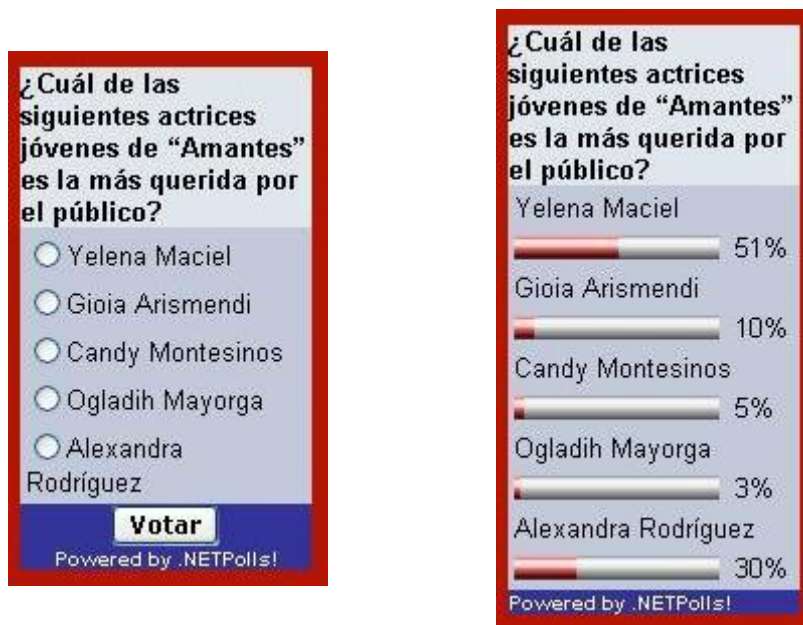 ¿Cuál de las
siguientes actrices
jóvenes de “Amantes”
es la más querida por
el público?
Yelena Maciel
Gioia Arismendi
Candy Montesinos
Ogladih Mayorga
Alexandra
Rodríguez
Votar
Powered by .NETPolls!
¿Cuál de las
siguientes actrices
jóvenes de “Amantes”
es la más querida por
el público?
Yelena Maciel
51%
Gioia Arismendi
10%
Candy Montesinos
5%
Ogladih Mayorga
3%
Alexandra Rodríguez
30%
Powered by .NETPolls!